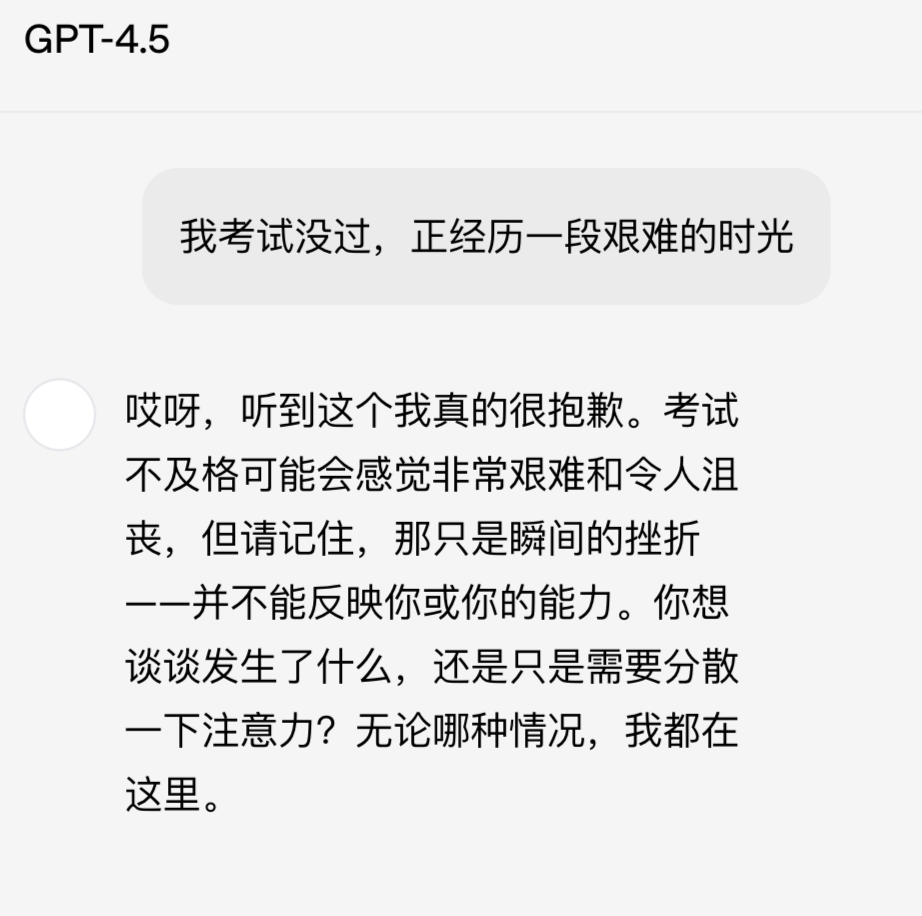 GPT-4.5
我考试没过，正经历一段艰难的时光
哎呀，听到这个我真的很抱歉。考试
不及格可能会感觉非常艰难和令人沮
丧，但请记住，那只是瞬间的挫折
——并不能反映你或你的能力。你想
谈谈发生了什么，还是只是需要分散
一下注意力？无论哪种情况，我都在
这里。